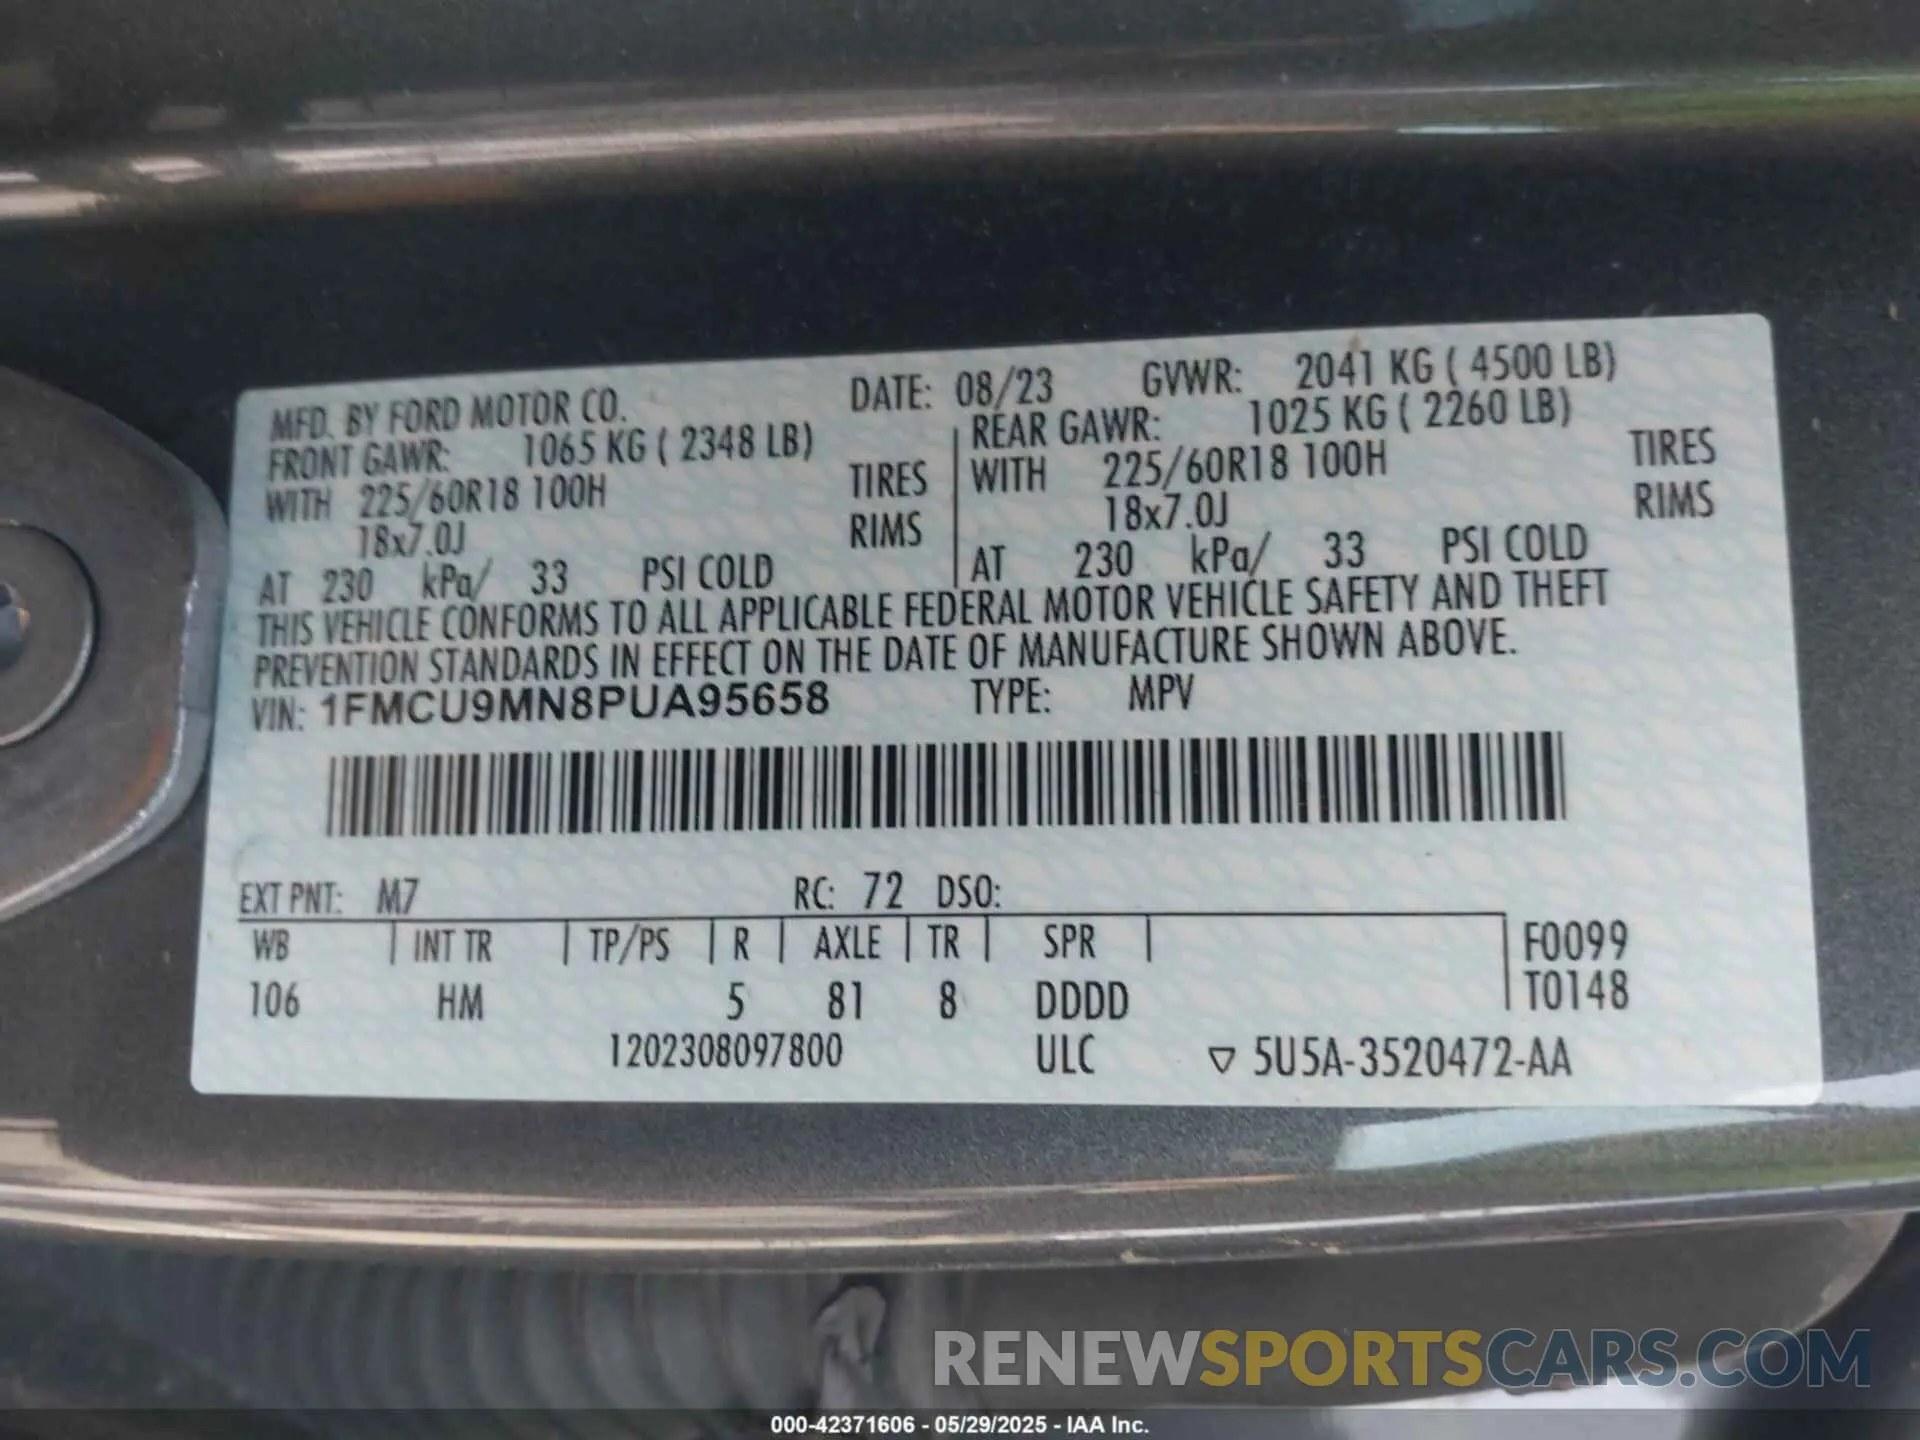 MFD. BY FORD MOTOR CO. DATE: 08/23 GVWR: 2041 KG ( 4500 LB)
FRONT GAWR: 1065 KG ( 2348 LB) REAR GAWR: 1025 KG ( 2260 LB)
WITH 225/60R18 100H TIRES WITH 225/60R18 100H TIRES
18x7.0J RIMS 18x7.0J RIMS
AT 230 kPa/ 33 PSI COLD AT 230 kPa/ 33 PSI COLD
THIS VEHICLE CONFORMS TO ALL APPLICABLE FEDERAL MOTOR VEHICLE SAFETY AND THEFT
PREVENTION STANDARDS IN EFFECT ON THE DATE OF MANUFACTURE SHOWN ABOVE.
VIN: 1FMCU9MN8PUA95658 TYPE: MPV
EXT PNT: M7 RC: 72 DSO:
WB INT TR TP/PS R AXLE TR SPR F0099
106 HM 5 81 8 DDDD T0148
1202308097800 ULC ▽ 5U5A-3520472-AA
RENEWSPORTSCARS.COM
000-42371606 - 05/29/2025 - IAA Inc.